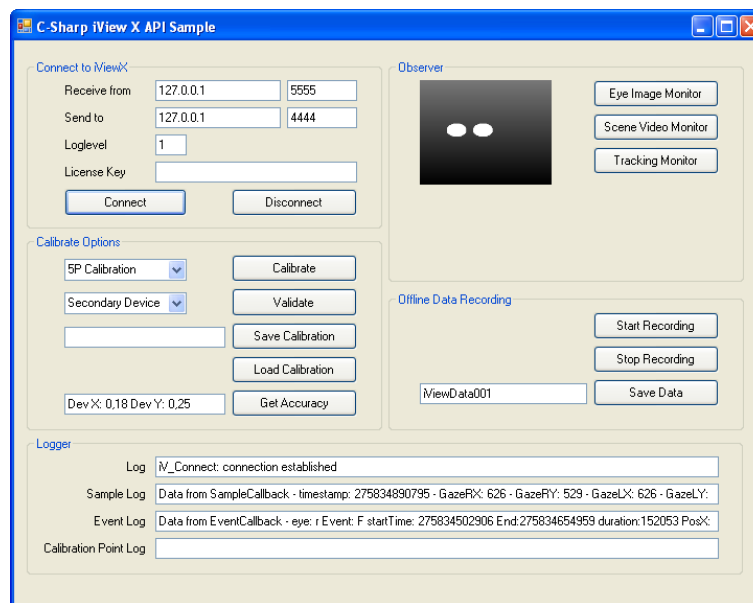 C-Sharp iView X API Sample
Connect to iViewX
Receive from 127.0.0.1 5555
Send to 127.0.0.1 4444
Loglevel 1
License Key
Connect Disconnect
Observer
Eye Image Monitor
Scene Video Monitor
Tracking Monitor
Calibrate Options
5P Calibration Calibrate
Secondary Device Validate
Save Calibration
Load Calibration
Dev X: 0,18 Dev Y: 0,25 Get Accuracy
Offline Data Recording
Start Recording
Stop Recording
iViewData001 Save Data
Logger
Log iV_Connect: connection established
Sample Log Data from SampleCallback - timestamp: 275834890795 - GazeRX: 626 - GazeRY: 529 - GazeLX: 626 - GazeLY:
Event Log Data from EventCallback - eye: r Event: F startTime: 275834502906 End:275834654959 duration:152053 PosX:
Calibration Point Log